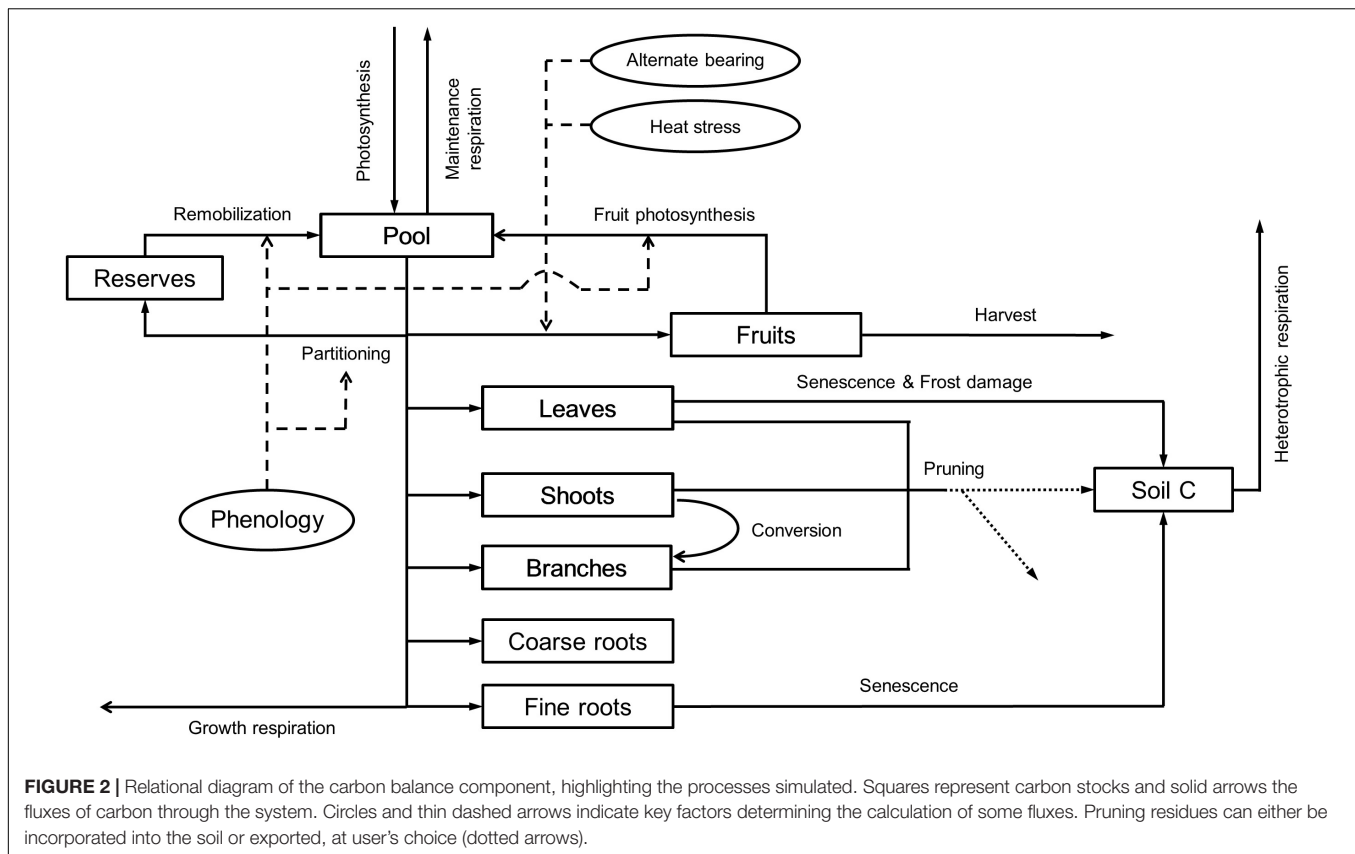 Photosynthesis
Maintenance
respiration
Alternate bearing
Heat stress
Remobilization
Pool
Fruit photosynthesis
Reserves
Fruits
Harvest
Heterotrophic respiration
Partitioning
Leaves
Senescence & Frost damage
Phenology
Shoots
Pruning
Soil C
Conversion
Branches
Coarse roots
Fine roots
Senescence
Growth respiration
FIGURE 2 | Relational diagram of the carbon balance component, highlighting the processes simulated. Squares represent carbon stocks and solid arrows the
fluxes of carbon through the system. Circles and thin dashed arrows indicate key factors determining the calculation of some fluxes. Pruning residues can either be
incorporated into the soil or exported, at user's choice (dotted arrows).